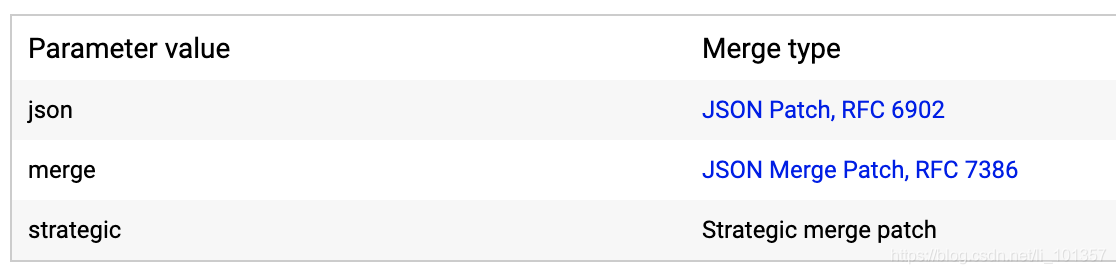 Parameter value Merge type
json JSON Patch, RFC 6902
merge JSON Merge Patch, RFC 7386
strategic Strategic merge patch
https://blog.csdn.net/li_101357